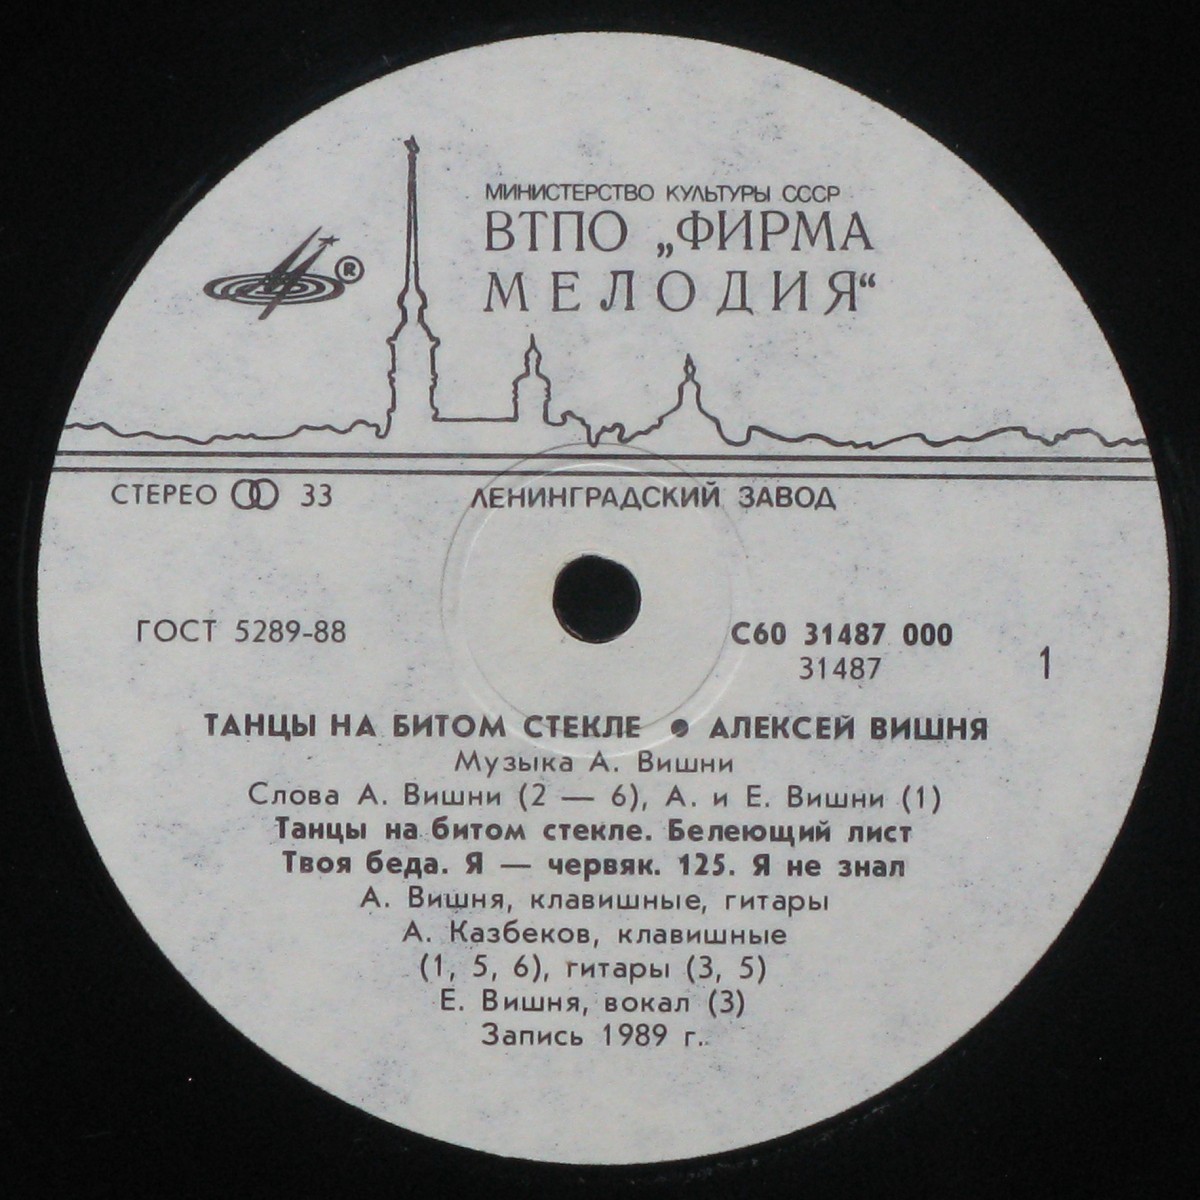 МИНИСТЕРСТВО КУЛЬТУРЫ СССР
ВТПО „ФИРМА
МЕЛОДИЯ“
®
СТЕРЕО 33
ЛЕНИНГРАДСКИЙ ЗАВОД
ГОСТ 5289-88
С60 31487 000
31487
1
ТАНЦЫ НА БИТОМ СТЕКЛЕ ● АЛЕКСЕЙ ВИШНЯ
Музыка А. Вишни
Слова А. Вишни (2 — 6), А. и Е. Вишни (1)
Танцы на битом стекле. Белеющий лист
Твоя беда. Я — червяк. 125. Я не знал
А. Вишня, клавишные, гитары
А. Казбеков, клавишные
(1, 5, 6), гитары (3, 5)
Е. Вишня, вокал (3)
Запись 1989 г..